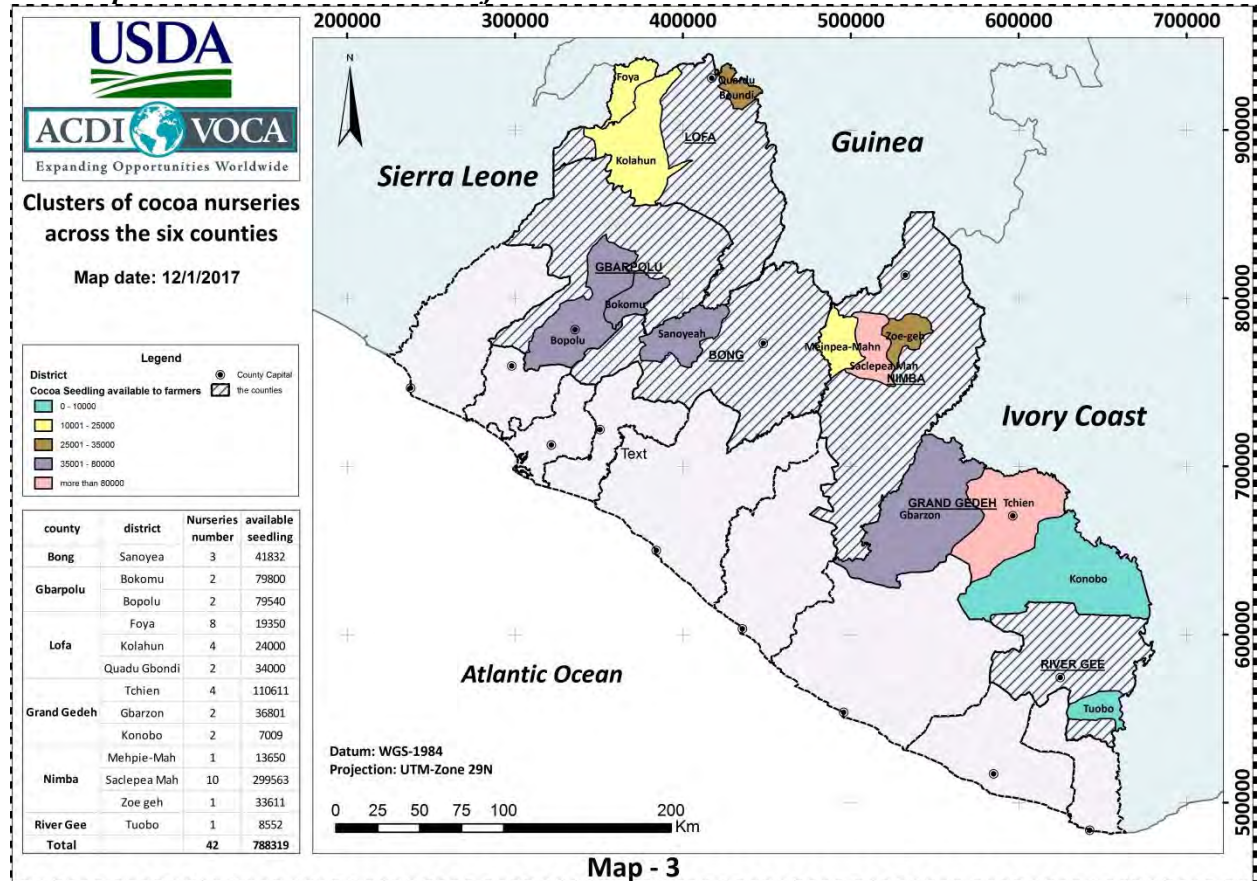 USDA
ACDI VOCA
Expanding Opportunities Worldwide
Clusters of cocoa nurseries
across the six counties
Map date: 12/1/2017
Legend
District
Cocoa Seedling available to farmers
0 - 10000
10001 - 25000
25001 - 35000
35001 - 80000
more than 80000
County Capital
the counties
county district Nurseries number available seedling
Bong Sanoyea 3 41832
Gbarpolu Bokomu 2 79800
Bopolu 2 79540
Lofa Foya 8 19350
Kolahun 4 24000
Quadu Gbondi 2 34000
Grand Gedeh Tchien 4 110611
Gbarzon 2 36801
Konobo 2 7009
Nimba Mehpie-Mah 1 13650
Saclepea Mah 10 299563
Zoe geh 1 33611
River Gee Tuobo 1 8552
Total 42 788319
200000 300000 400000 500000 600000 700000
N
Foya
Quardu
Boundi
LOFA
Kolahun
Guinea
Sierra Leone
GBARPOLU
Bokomu
Bopolu
Sanoyeah
BONG
Meinpea-Mahn
Zoe-geh
Saclepea Mah
NIMBA
Ivory Coast
Text
GRAND GEDEH
Tchien
Gbarzon
Konobo
RIVER GEE
Tuobo
Atlantic Ocean
Datum: WGS-1984
Projection: UTM-Zone 29N
0 25 50 75 100 200
Km
900000
800000
700000
600000
500000
Map - 3